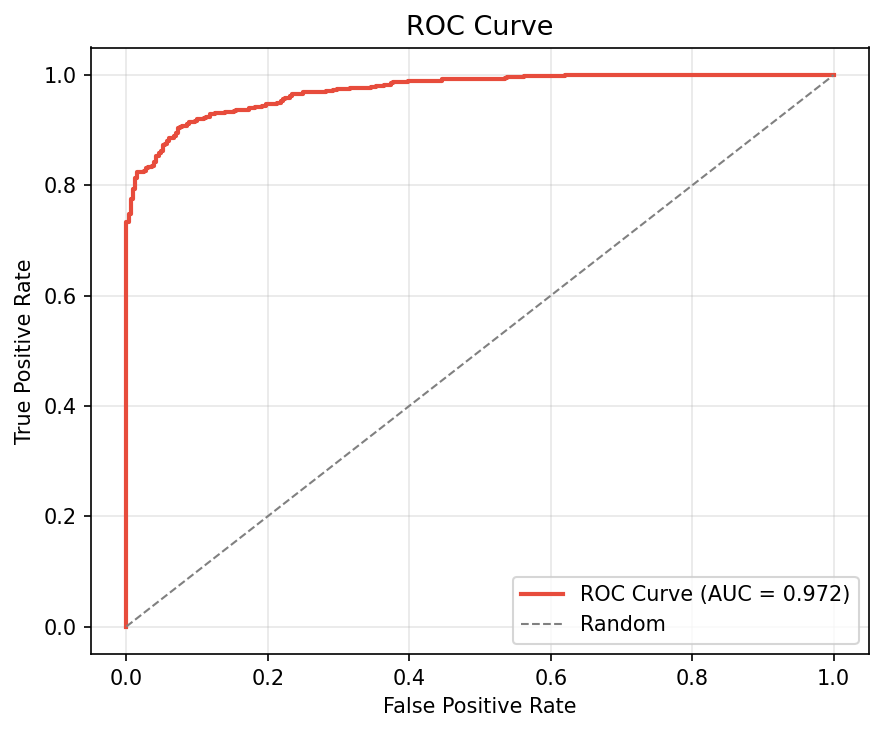 ROC Curve
True Positive Rate
1.0
0.8
0.6
0.4
0.2
0.0
0.0 0.2 0.4 0.6 0.8 1.0
False Positive Rate
ROC Curve (AUC = 0.972)
Random